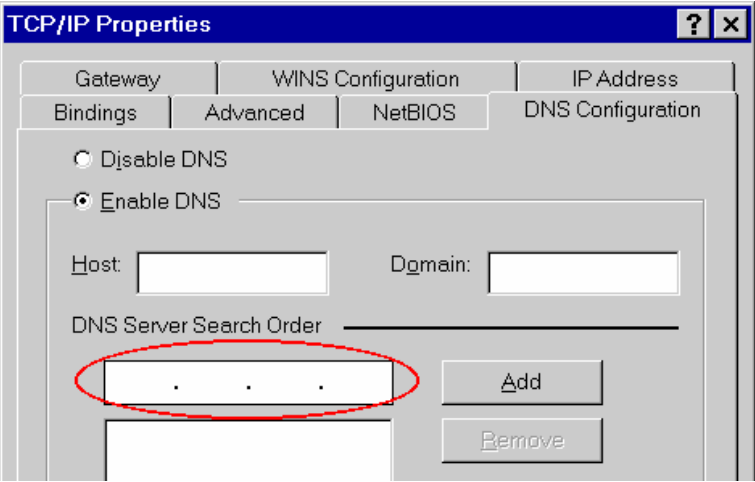 TCP/IP Properties
Gateway WINS Configuration IP Address
Bindings Advanced NetBIOS DNS Configuration
Disable DNS
Enable DNS
Host: Domain:
DNS Server Search Order
. . . Add
Remove